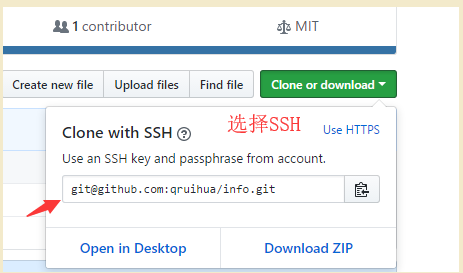 1 contributor MIT
Create new file Upload files Find file Clone or download
Clone with SSH ? 选择SSH Use HTTPS
Use an SSH key and passphrase from account.
git@github.com:qruihua/info.git
Open in Desktop Download ZIP